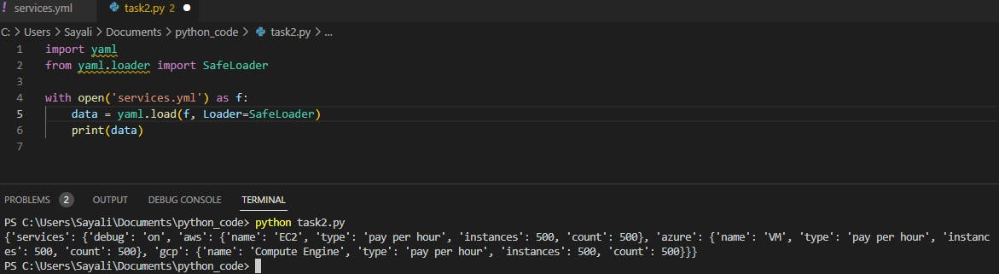 ! services.yml
task2.py 2 ●
C: > Users > Sayali > Documents > python_code > task2.py > ...
1 import yaml
2 from yaml.loader import SafeLoader
3
4 with open('services.yml') as f:
5     data = yaml.load(f, Loader=SafeLoader)
6     print(data)
7
PROBLEMS 2 OUTPUT DEBUG CONSOLE TERMINAL
PS C:\Users\Sayali\Documents\python_code> python task2.py
{'services': {'debug': 'on', 'aws': {'name': 'EC2', 'type': 'pay per hour', 'instances': 500, 'count': 500}, 'azure': {'name': 'VM', 'type': 'pay per hour', 'instanc
es': 500, 'count': 500}, 'gcp': {'name': 'Compute Engine', 'type': 'pay per hour', 'instances': 500, 'count': 500}}}
PS C:\Users\Sayali\Documents\python_code>